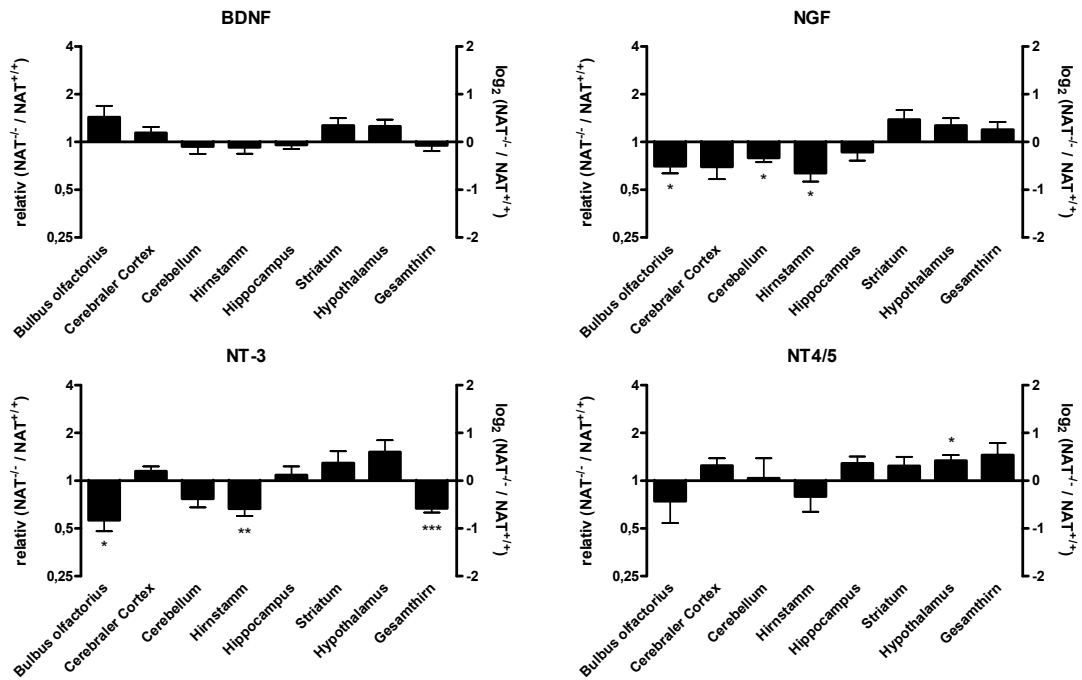 BDNF
relativ (NAT-/- / NAT+/+)
4
2
1
0,5
0,25
2
1
0
-1
-2
log2 (NAT-/- / NAT+/+)
Bulbus olfactorius
Cerebraler Cortex
Cerebellum
Hirnstamm
Hippocampus
Striatum
Hypothalamus
Gesamthirn
NGF
relativ (NAT-/- / NAT+/+)
4
2
1
0,5
0,25
*
*
*
2
1
0
-1
-2
log2 (NAT-/- / NAT+/+)
Bulbus olfactorius
Cerebraler Cortex
Cerebellum
Hirnstamm
Hippocampus
Striatum
Hypothalamus
Gesamthirn
NT-3
relativ (NAT-/- / NAT+/+)
4
2
1
0,5
0,25
*
**
***
2
1
0
-1
-2
log2 (NAT-/- / NAT+/+)
Bulbus olfactorius
Cerebraler Cortex
Cerebellum
Hirnstamm
Hippocampus
Striatum
Hypothalamus
Gesamthirn
NT4/5
relativ (NAT-/- / NAT+/+)
4
2
1
0,5
0,25
*
2
1
0
-1
-2
log2 (NAT-/- / NAT+/+)
Bulbus olfactorius
Cerebraler Cortex
Cerebellum
Hirnstamm
Hippocampus
Striatum
Hypothalamus
Gesamthirn